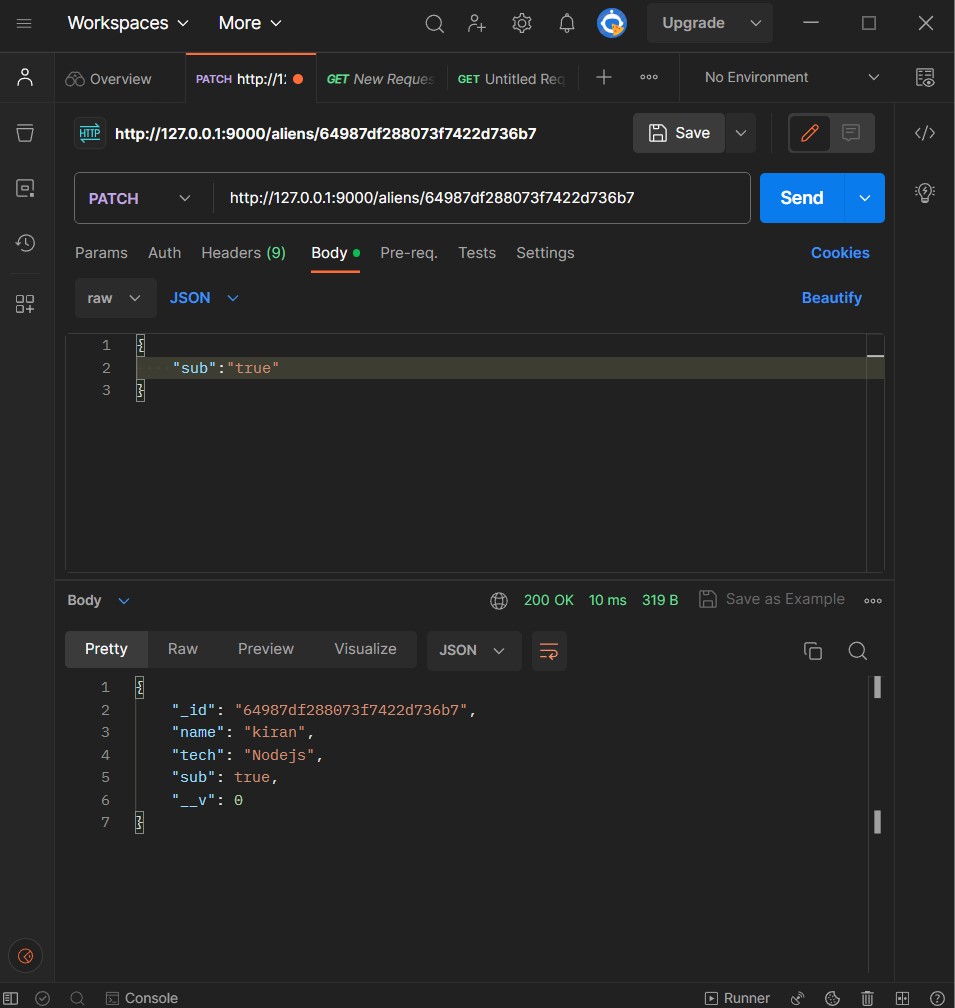 Workspaces More Upgrade
Overview PATCH http://12 GET New Reques GET Untitled Req No Environment
HTTP http://127.0.0.1:9000/aliens/64987df288073f7422d736b7 Save
PATCH http://127.0.0.1:9000/aliens/64987df288073f7422d736b7 Send
Params Auth Headers (9) Body Pre-req. Tests Settings Cookies
raw JSON Beautify
1 {
2 "sub":"true"
3 }
Body 200 OK 10 ms 319 B Save as Example
Pretty Raw Preview Visualize JSON
1 {
2 "_id": "64987df288073f7422d736b7",
3 "name": "kiran",
4 "tech": "Nodejs",
5 "sub": true,
6 "__v": 0
7 }
Console Runner